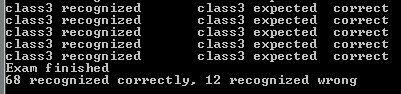 class3 recognized class3 expected correct
class3 recognized class3 expected correct
class3 recognized class3 expected correct
class3 recognized class3 expected correct
class3 recognized class3 expected correct
Exam finished
68 recognized correctly, 12 recognized wrong